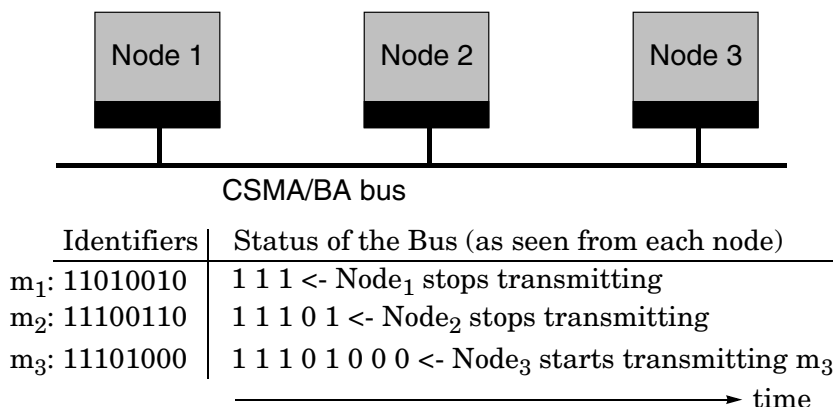 Node 1 Node 2 Node 3
CSMA/BA bus
Identifiers Status of the Bus (as seen from each node)
m1: 11010010 1 1 1 <- Node1 stops transmitting
m2: 11100110 1 1 1 0 1 <- Node2 stops transmitting
m3: 11101000 1 1 1 0 1 0 0 0 <- Node3 starts transmitting m3
time